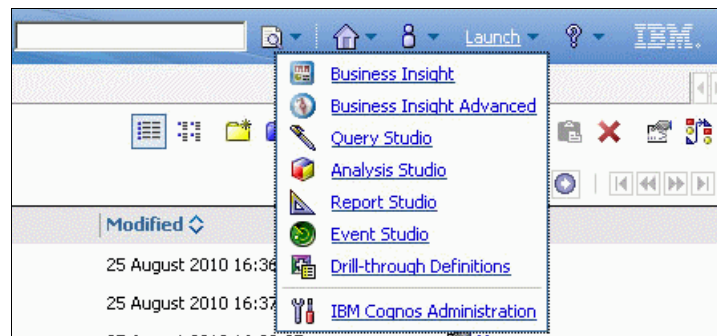 Launch
IBM.
Business Insight
Business Insight Advanced
Query Studio
Analysis Studio
Report Studio
Modified
Event Studio
25 August 2010 16:36
Drill-through Definitions
25 August 2010 16:37
IBM Cognos Administration